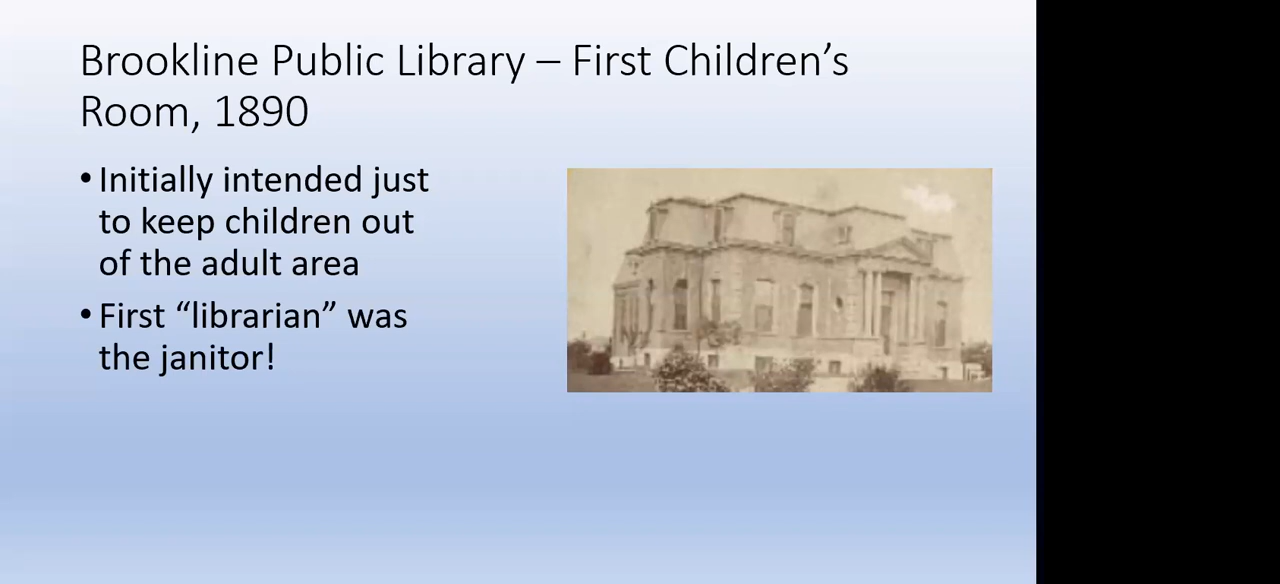 Brookline Public Library – First Children’s
Room, 1890
•Initially intended just
to keep children out
of the adult area
•First “librarian” was
the janitor!